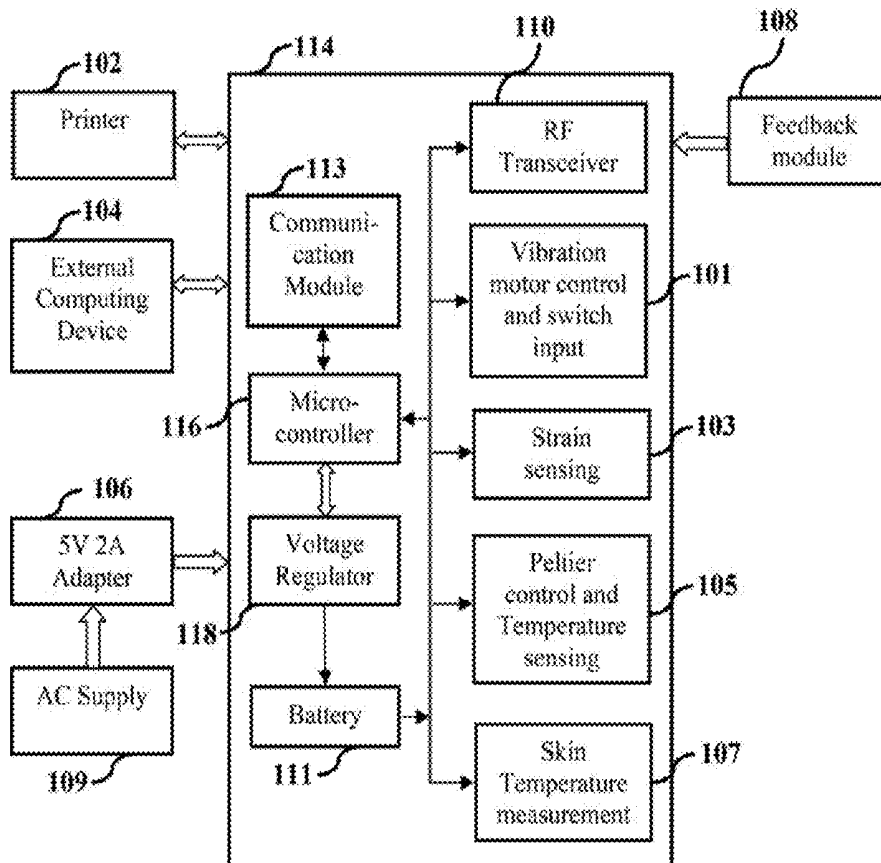 102
Printer
104
External
Computing
Device
106
5V 2A
Adapter
AC Supply
109
114
113
Communi-
cation
Module
Micro-
controller
116
Voltage
Regulator
118
Battery
111
110
RF
Transceiver
Vibration
motor control
and switch
input
101
Strain
sensing
103
Peltier
control and
Temperature
sensing
105
Skin
Temperature
measurement
107
108
Feedback
module